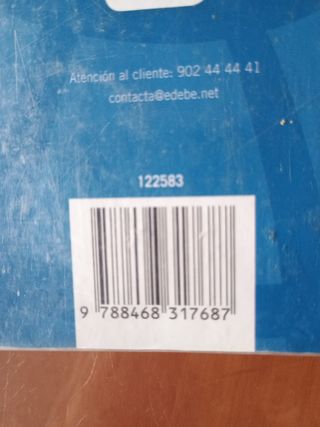 Atención al cliente: 902 44 44 41
contacta@edebe.net
122583
9 788468 317687